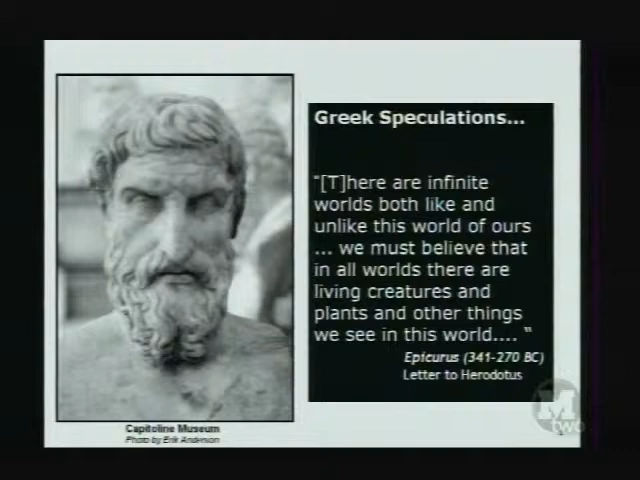 Greek Speculations...
"[T]here are infinite
worlds both like and
unlike this world of ours
... we must believe that
in all worlds there are
living creatures and
plants and other things
we see in this world.... "
Epicurus (341-270 BC)
Letter to Herodotus
Capitoline Museum
Photo by Erik Anderson
M
two